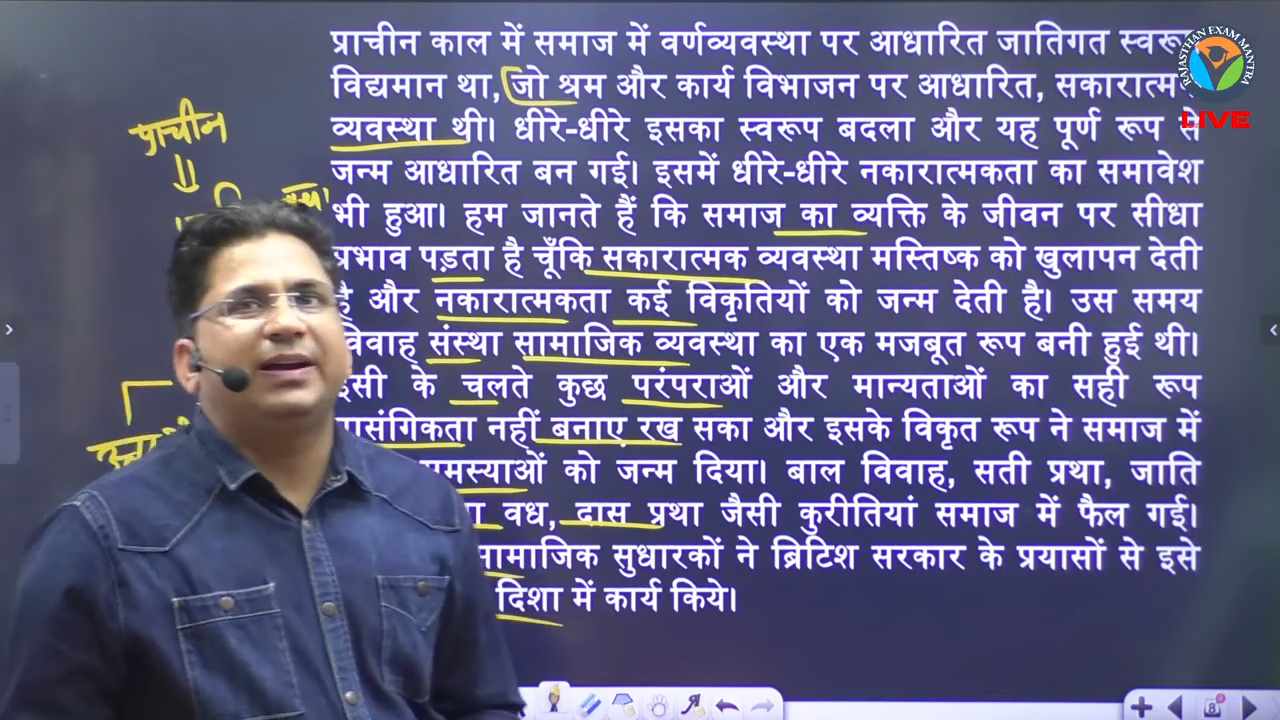 प्राचीन काल में समाज में वर्णव्यवस्था पर आधारित जातिगत
विद्यमान था, जो श्रम और कार्य विभाजन पर आधारित,
व्यवस्था थी। धीरे-धीरे इसका स्वरूप बदला और यह पूर्ण रूप से
जन्म आधारित बन गई। इसमें धीरे-धीरे नकारात्मकता का समावेश
भी हुआ। हम जानते हैं कि समाज का व्यक्ति के जीवन पर सीधा
प्रभाव पड़ता है चूँकि सकारात्मक व्यवस्था मस्तिष्क को खुलापन देती
है और नकारात्मकता कई विकृतियों को जन्म देती है। उस समय
विवाह संस्था सामाजिक व्यवस्था का एक मजबूत रूप बनी हुई थी।
इसी के चलते कुछ परंपराओं और मान्यताओं का सही रूप
नहीं बनाए रख सका और इसके विकृत रूप ने समाज में
को जन्म दिया। बाल विवाह, सती प्रथा, जाति
वध, दास प्रथा जैसी कुरीतियां समाज में फैल गई।
सामाजिक सुधारकों ने ब्रिटिश सरकार के प्रयासों से इसे
दिशा में कार्य किये।
प्राचीन
RAJASTHAN EXAM MANTRA
LIVE
8